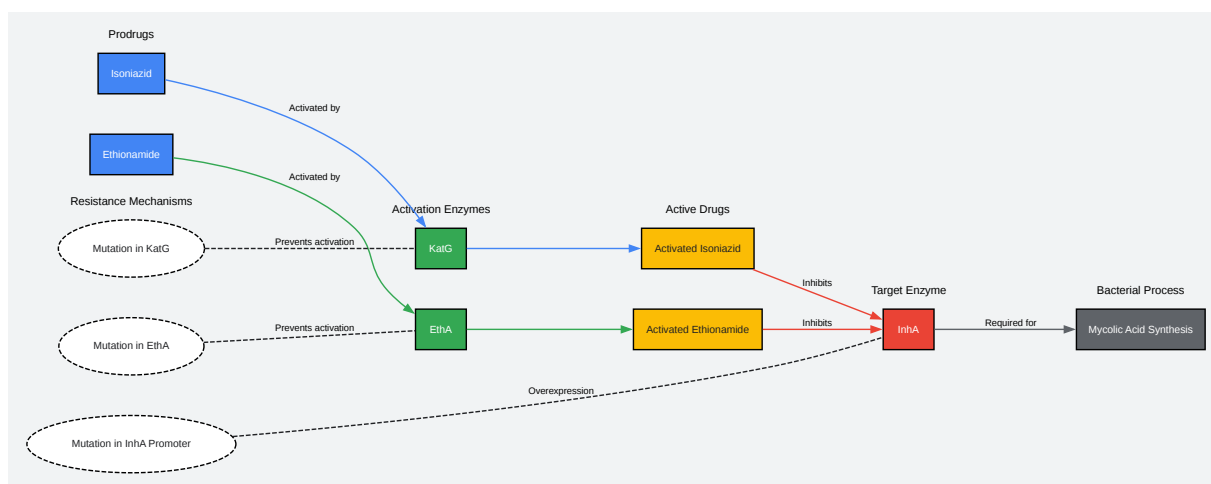 Prodrugs
Isoniazid
Activated by
Ethionamide
Activated by
Resistance Mechanisms
Activation Enzymes
Active Drugs
Mutation in KatG
Prevents activation
KatG
Activated Isoniazid
Inhibits
Target Enzyme
Bacterial Process
Mutation in EthA
Prevents activation
EthA
Activated Ethionamide
Inhibits
InhA
Required for
Mycolic Acid Synthesis
Overexpression
Mutation in InhA Promoter